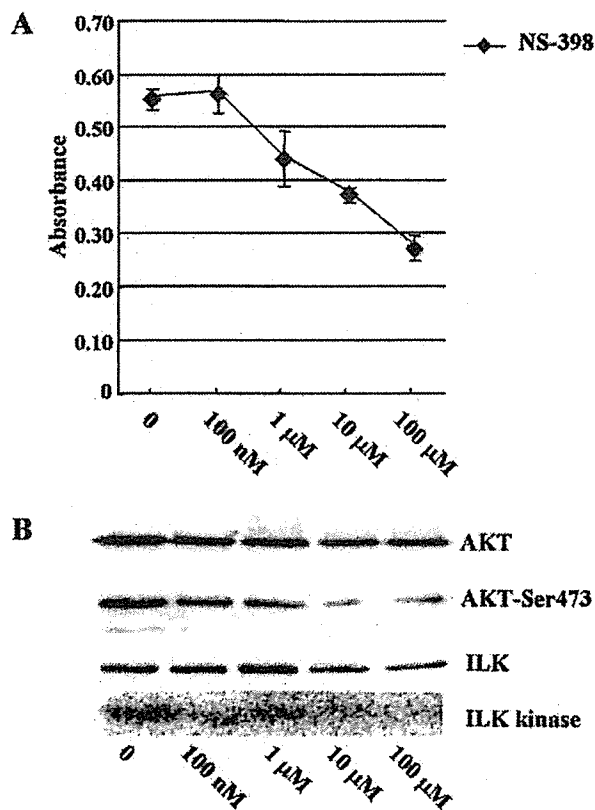 A
0.70
NS-398
0.60
0.50
0.40
0.30
0.20
0.10
0
Absorbance
0
100 nM
1 μM
10 μM
100 μM
B
AKT
AKT-Ser473
ILK
ILK kinase
0
100 nM
1 μM
10 μM
100 μM